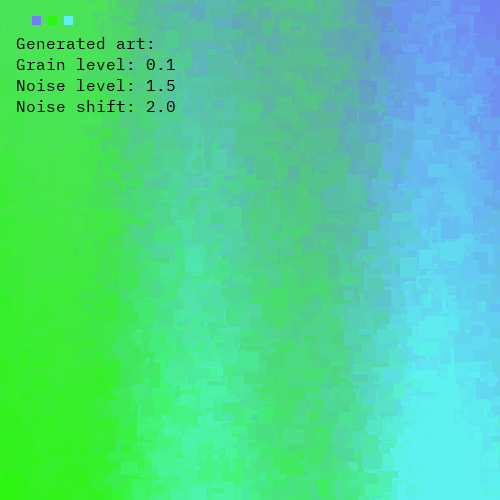 Generated art:
Grain level: 0.1
Noise level: 1.5
Noise shift: 2.0